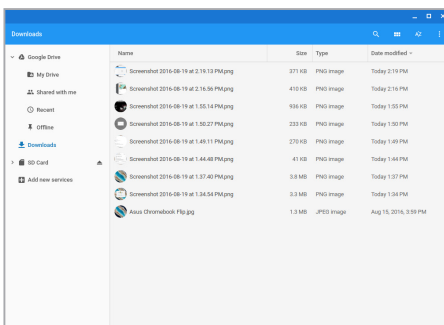 Downloads
Google Drive
My Drive
Shared with me
Recent
Offline
Downloads
SD Card
Add new services
Name Size Type Date modified
Screenshot 2016-08-19 at 2.19.13 PM.png 371 KB PNG image Today 2:19 PM
Screenshot 2016-08-19 at 2.16.56 PM.png 410 KB PNG image Today 2:16 PM
Screenshot 2016-08-19 at 1.55.14 PM.png 936 KB PNG image Today 1:55 PM
Screenshot 2016-08-19 at 1.50.27 PM.png 233 KB PNG image Today 1:50 PM
Screenshot 2016-08-19 at 1.49.11 PM.png 270 KB PNG image Today 1:49 PM
Screenshot 2016-08-19 at 1.44.48 PM.png 41 KB PNG image Today 1:44 PM
Screenshot 2016-08-19 at 1.37.40 PM.png 3.8 MB PNG image Today 1:37 PM
Screenshot 2016-08-19 at 1.34.54 PM.png 3.3 MB PNG image Today 1:34 PM
Asus Chromebook Flip.jpg 1.3 MB JPEG image Aug 15, 2016, 3:59 PM